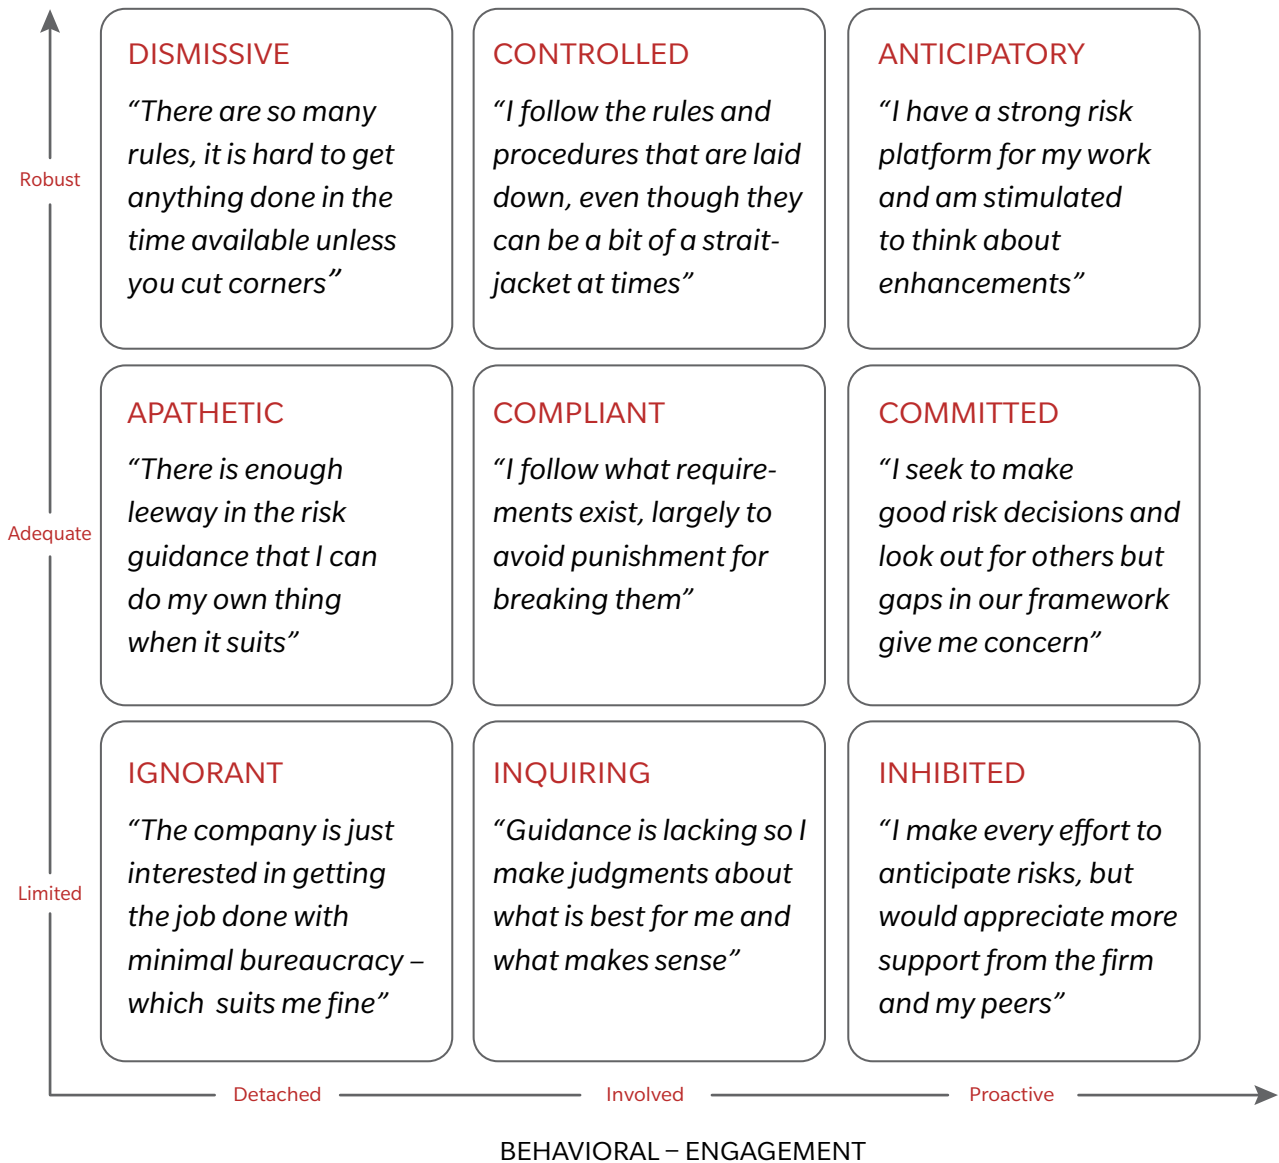 DISMISSIVE
“There are so many
rules, it is hard to get
anything done in the
time available unless
you cut corners”
CONTROLLED
“I follow the rules and
procedures that are laid
down, even though they
can be a bit of a strait-
jacket at times”
ANTICIPATORY
“I have a strong risk
platform for my work
and am stimulated
to think about
enhancements”
Robust
APATHETIC
“There is enough
leeway in the risk
guidance that I can
do my own thing
when it suits”
COMPLIANT
“I follow what require-
ments exist, largely to
avoid punishment for
breaking them”
COMMITTED
“I seek to make
good risk decisions and
look out for others but
gaps in our framework
give me concern”
Adequate
IGNORANT
“The company is just
interested in getting
the job done with
minimal bureaucracy –
which  suits me fine”
INQUIRING
“Guidance is lacking so I
make judgments about
what is best for me and
what makes sense”
INHIBITED
“I make every effort to
anticipate risks, but
would appreciate more
support from the firm
and my peers”
Limited
Detached
Involved
Proactive
BEHAVIORAL – ENGAGEMENT